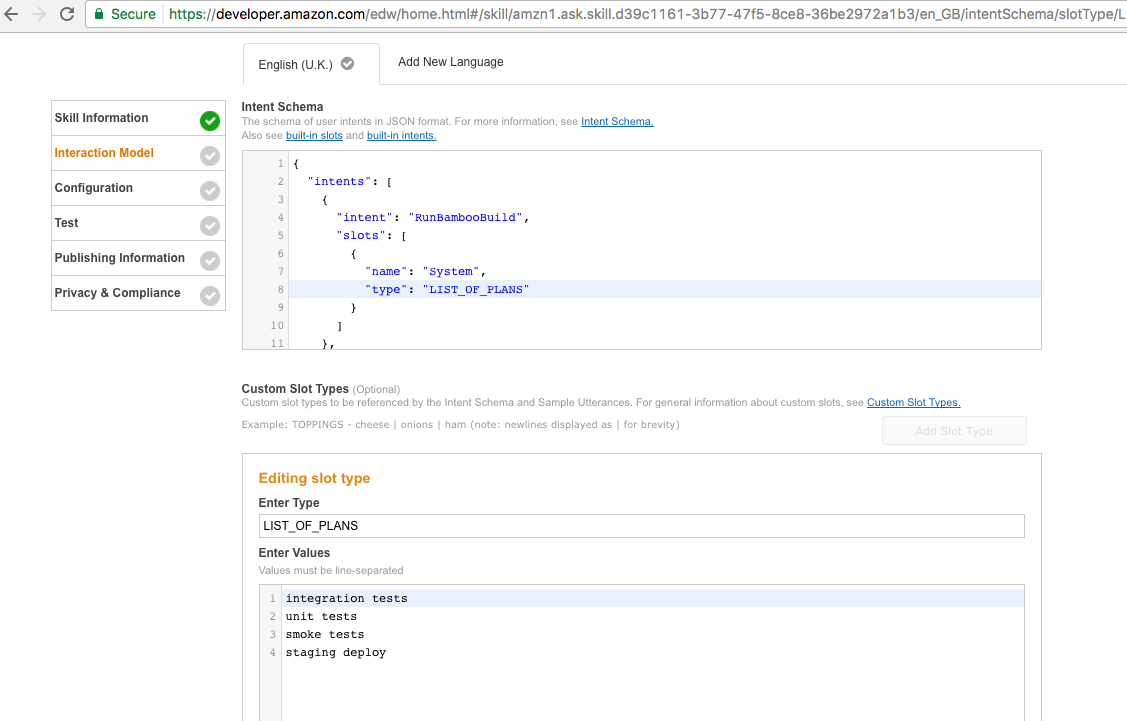 Secure https://developer.amazon.com/edw/home.html#/skill/amzn1.ask.skill.d39c1161-3b77-47f5-8ce8-36be2972a1b3/en_GB/intentSchema/slotType/L
English (U.K.) Add New Language
Skill Information
Interaction Model
Configuration
Test
Publishing Information
Privacy & Compliance
Intent Schema
The schema of user intents in JSON format. For more information, see Intent Schema.
Also see built-in slots and built-in intents.
1 {
2 "intents": [
3 {
4 "intent": "RunBambooBuild",
5 "slots": [
6 {
7 "name": "System",
8 "type": "LIST_OF_PLANS"
9 }
10 ]
11 },
Custom Slot Types (Optional)
Custom slot types to be referenced by the Intent Schema and Sample Utterances. For general information about custom slots, see Custom Slot Types.
Example: TOPPINGS - cheese | onions | ham (note: newlines displayed as | for brevity)
Add Slot Type
Editing slot type
Enter Type
LIST_OF_PLANS
Enter Values
Values must be line-separated
1 integration tests
2 unit tests
3 smoke tests
4 staging deploy